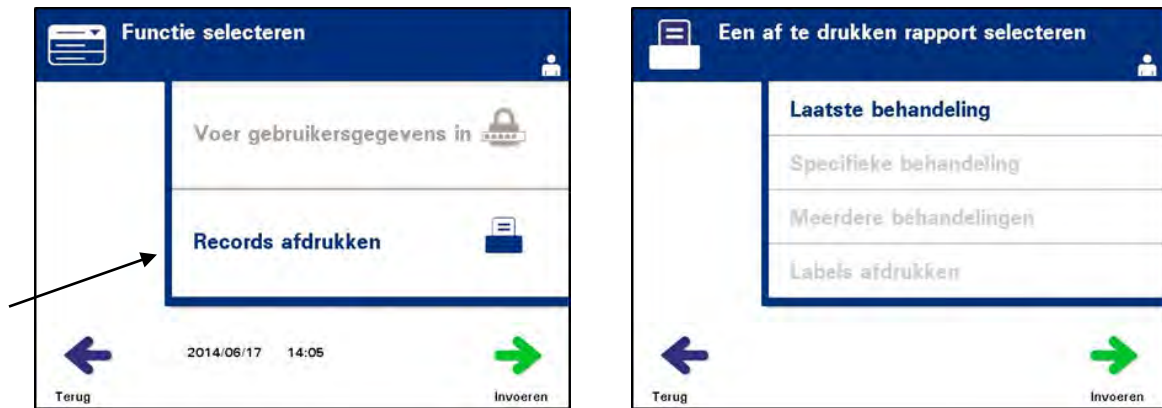 Functie selecteren
Voer gebruikersgegevens in
Records afdrukken
2014/06/17 14:05
Terug
Invoeren
Een af te drukken rapport selecteren
Laatste behandeling
Specifieke behandeling
Meerdere behandelingen
Labels afdrukken
Terug
Invoeren